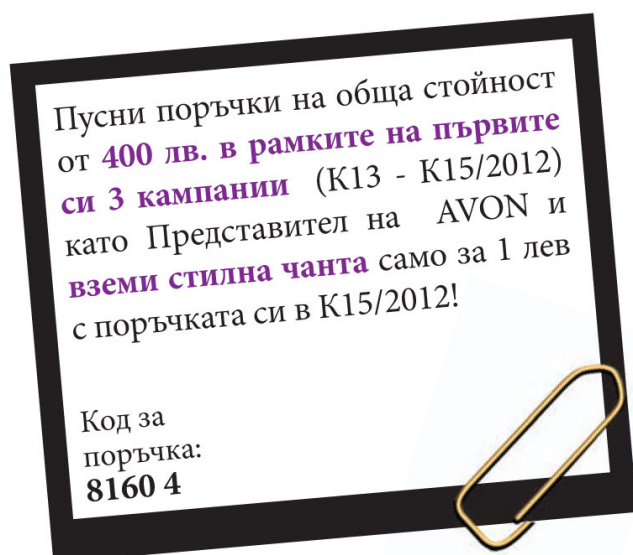 Пусни поръчки на обща стойност
от 400 лв. в рамките на първите
си 3 кампании (К13 - К15/2012)
като Представител на AVON и
вземи стилна чанта само за 1 лев
с поръчката си в К15/2012!
Код за
поръчка:
8160 4